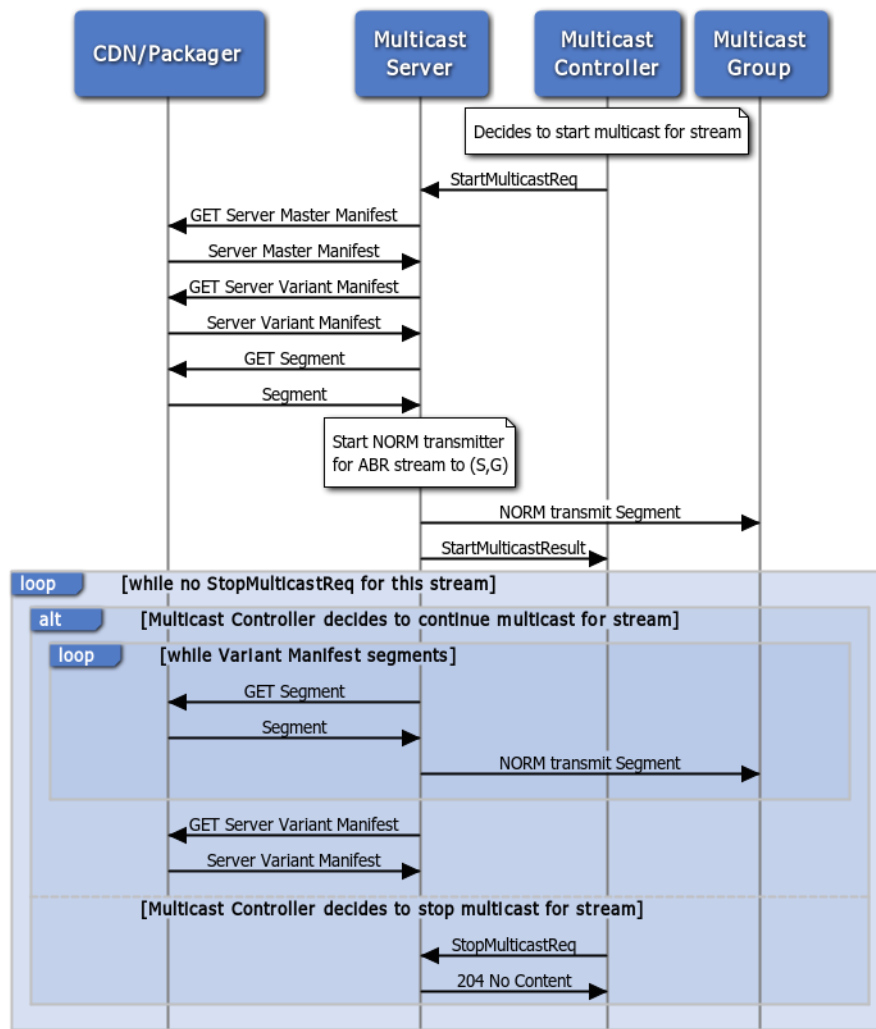 CDN/Packager
Multicast
Server
Multicast
Controller
Multicast
Group
Decides to start multicast for stream
StartMulticastReq
GET Server Master Manifest
Server Master Manifest
GET Server Variant Manifest
Server Variant Manifest
GET Segment
Segment
Start NORM transmitter
for ABR stream to (S,G)
NORM transmit Segment
StartMulticastResult
loop [while no StopMulticastReq for this stream]
alt [Multicast Controller decides to continue multicast for stream]
loop [while Variant Manifest segments]
GET Segment
Segment
NORM transmit Segment
GET Server Variant Manifest
Server Variant Manifest
[Multicast Controller decides to stop multicast for stream]
StopMulticastReq
204 No Content